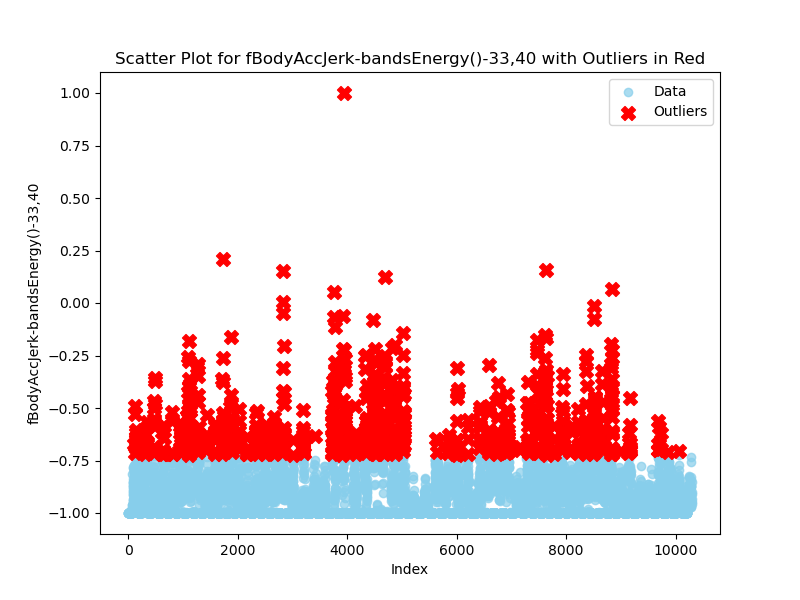 Scatter Plot for fBodyAccJerk-bandsEnergy()-33,40 with Outliers in Red
Data
Outliers
fBodyAccJerk-bandsEnergy()-33,40
1.00
0.75
0.50
0.25
0.00
−0.25
−0.50
−0.75
−1.00
0 2000 4000 6000 8000 10000
Index